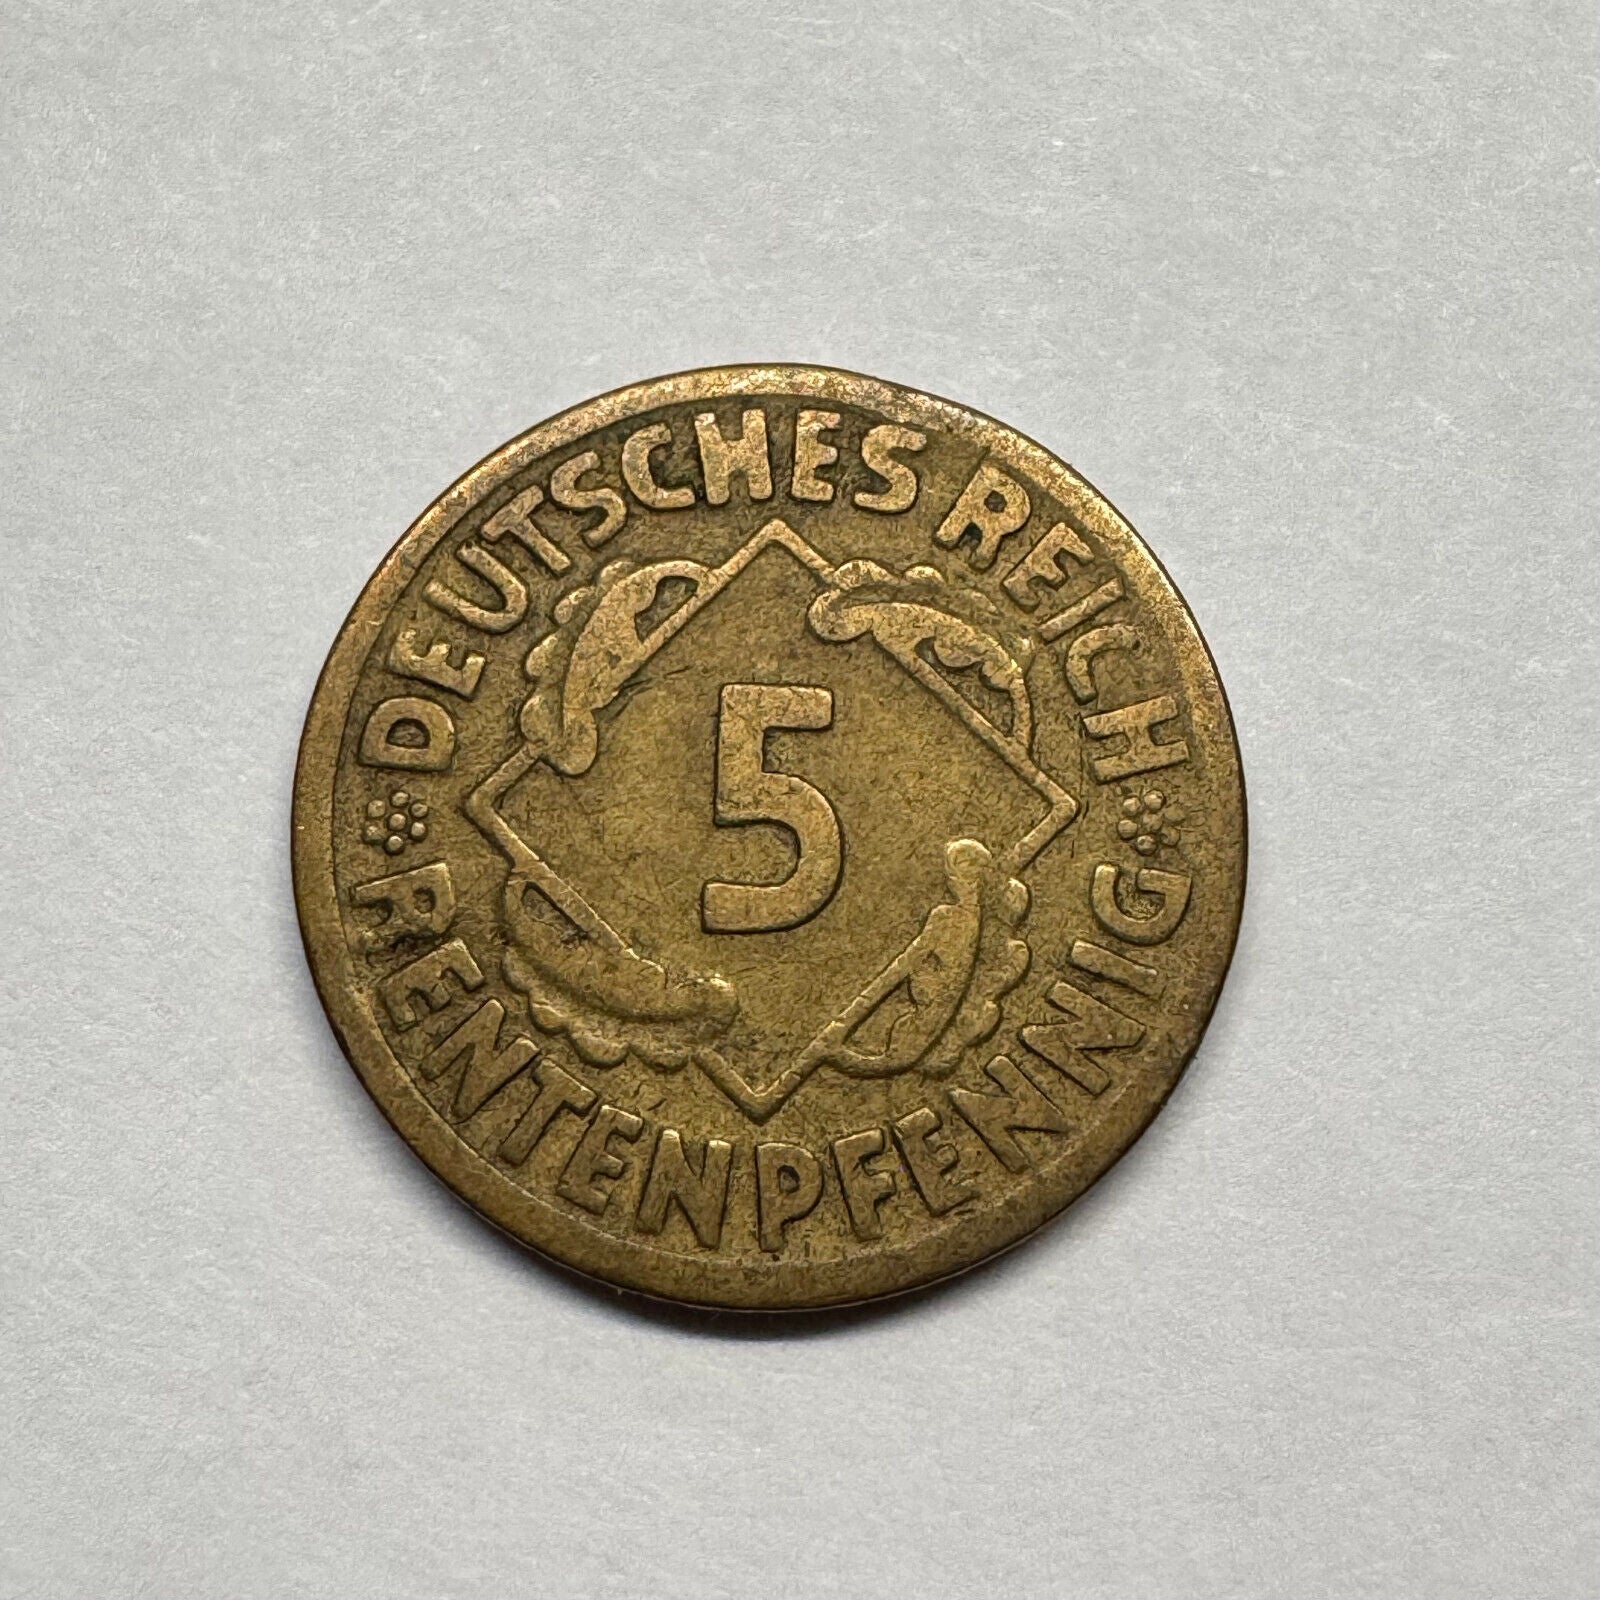 DEUTSCHES REICH
5
RENTENPFENNIG